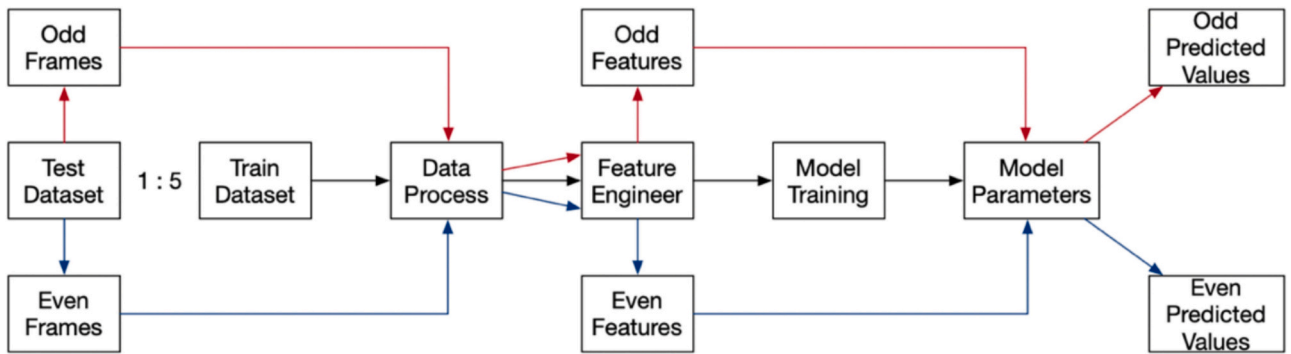 Odd
Frames
Odd
Features
Odd
Predicted
Values
Test
Dataset
1 : 5
Train
Dataset
Data
Process
Feature
Engineer
Model
Training
Model
Parameters
Even
Frames
Even
Features
Even
Predicted
Values